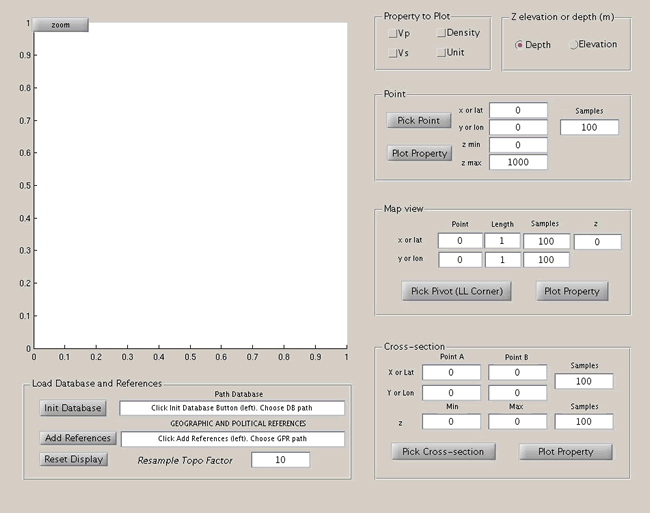 zoom
1
0.9
0.8
0.7
0.6
0.5
0.4
0.3
0.2
0.1
0
0 0.1 0.2 0.3 0.4 0.5 0.6 0.7 0.8 0.9 1
Load Database and References
Path Database
Init Database Click Init Database Button (left). Choose DB path
GEOGRAPHIC AND POLITICAL REFERENCES
Add References Click Add References (left). Choose GPR path
Reset Display Resample Topo Factor 10
Property to Plot
Vp Density
Vs Unit
Z elevation or depth (m)
Depth Elevation
Point
Pick Point
Plot Property
x or lat 0
y or lon 0
z min 0
z max 1000
Samples
100
Map view
Point Length Samples z
x or lat 0 1 100 0
y or lon 0 1 100
Pick Pivot (LL Corner) Plot Property
Cross-section
Point A Point B
X or Lat 0 0
Samples
100
Y or Lon 0 0
Min Max Samples
z 0 0 100
Pick Cross-section Plot Property